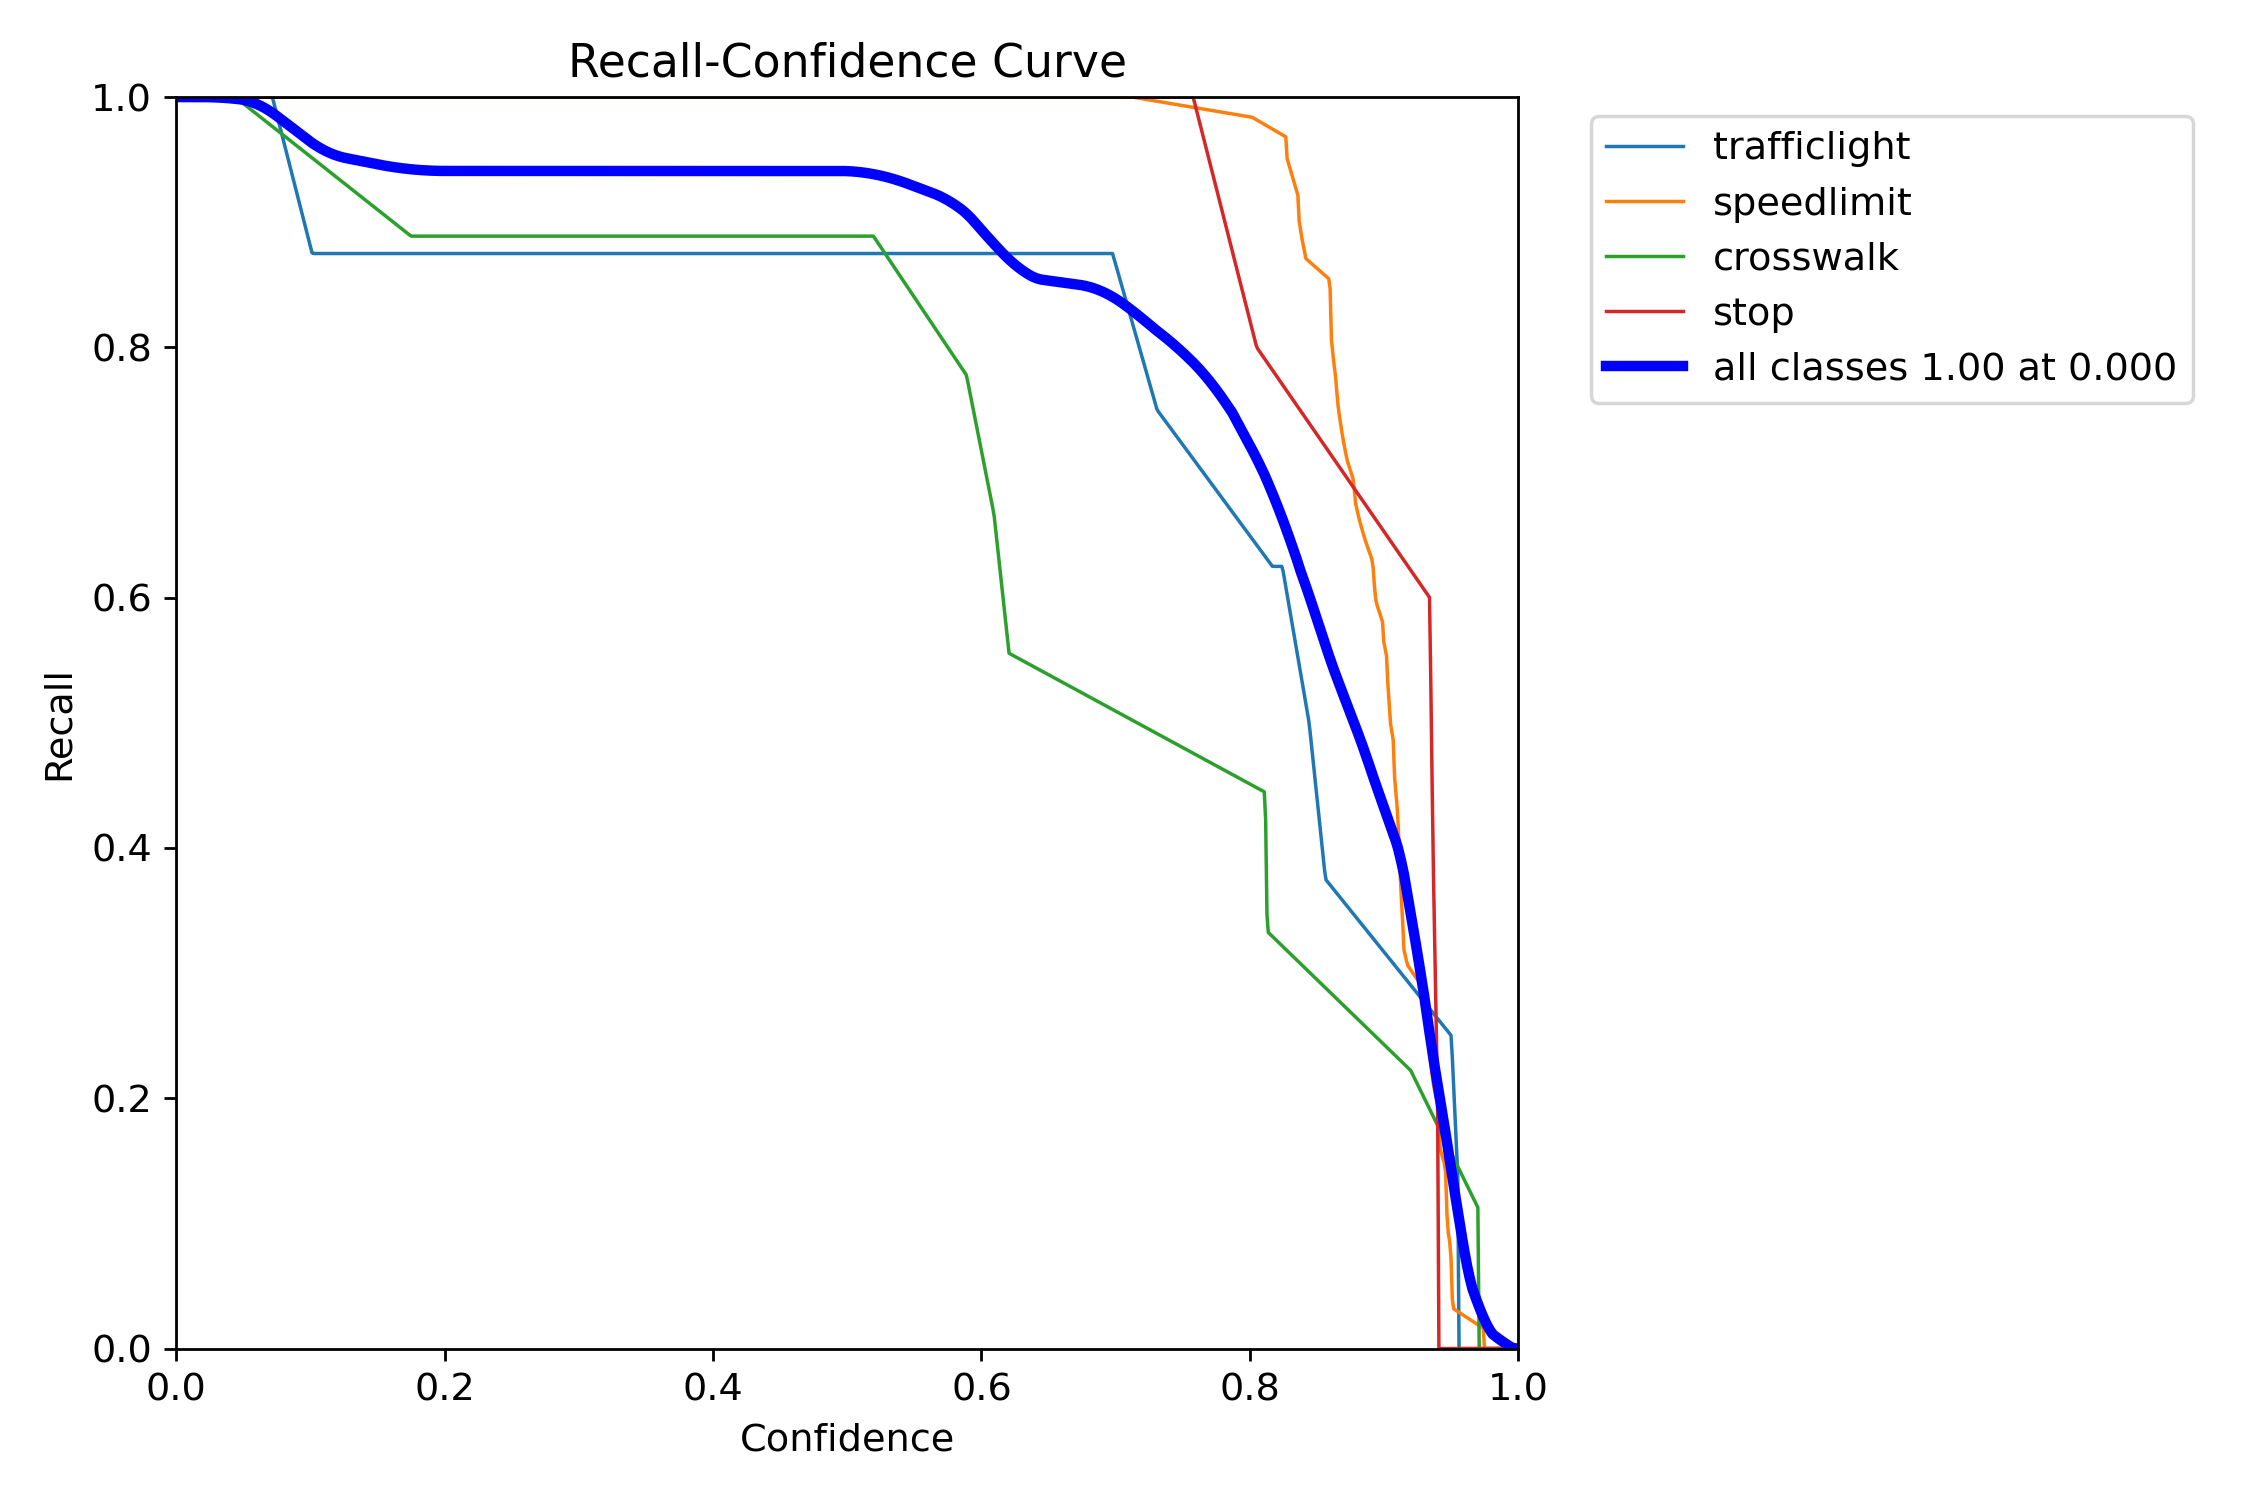 Recall-Confidence Curve
1.0
0.8
0.6
0.4
0.2
0.0
Recall
0.0 0.2 0.4 0.6 0.8 1.0
Confidence
trafficlight
speedlimit
crosswalk
stop
all classes 1.00 at 0.000